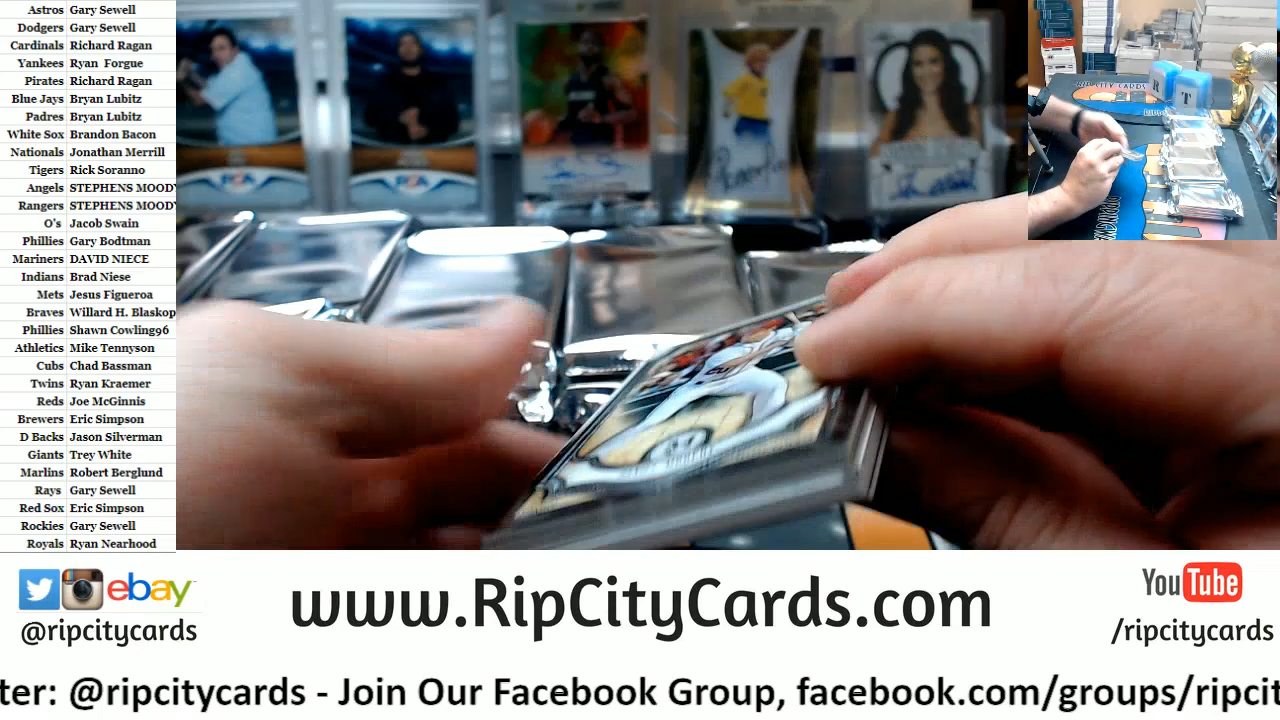 Astros Gary Sewell
Dodgers Gary Sewell
Cardinals Richard Ragan
Yankees Ryan Forgue
Pirates Richard Ragan
Blue Jays Bryan Lubitz
Padres Bryan Lubitz
White Sox Brandon Bacon
Nationals Jonathan Merrill
Tigers Rick Soranno
Angels STEPHENS MOODY
Rangers STEPHENS MOODY
O's Jacob Swain
Phillies Gary Bodtman
Mariners DAVID NIECE
Indians Brad Niese
Mets Jesus Figueroa
Braves Willard H. Blaskop
Phillies Shawn Cowling96
Athletics Mike Tennyson
Cubs Chad Bassman
Twins Ryan Kraemer
Reds Joe McGinnis
Brewers Eric Simpson
D Backs Jason Silverman
Giants Trey White
Marlins Robert Berglund
Rays Gary Sewell
Red Sox Eric Simpson
Rockies Gary Sewell
Royals Ryan Nearhood
RIP CITY CARDS
R T
ebay
@ripcitycards
www.RipCityCards.com
YouTube
/ripcitycards
ter: @ripcitycards - Join Our Facebook Group, facebook.com/groups/ripcit